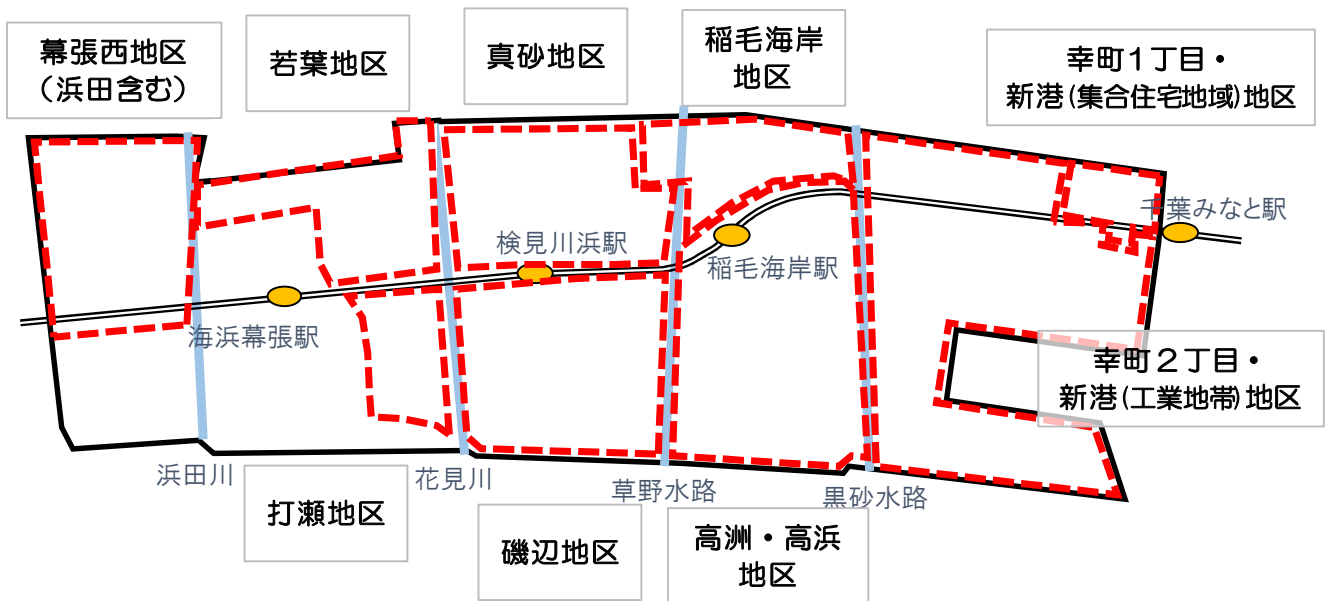 幕張西地区
（浜田含む）
若葉地区
真砂地区
稲毛海岸
地区
幸町１丁目・
新港(集合住宅地域)地区
千葉みなと駅
検見川浜駅
稲毛海岸駅
海浜幕張駅
幸町２丁目・
新港(工業地帯)地区
浜田川
花見川
草野水路
黒砂水路
打瀬地区
磯辺地区
高洲・高浜
地区